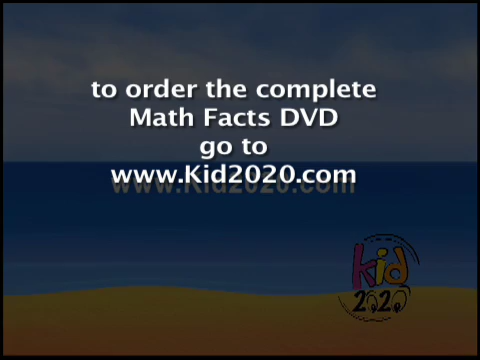 to order the complete
Math Facts DVD
go to
www.Kid2020.com
kid
2020